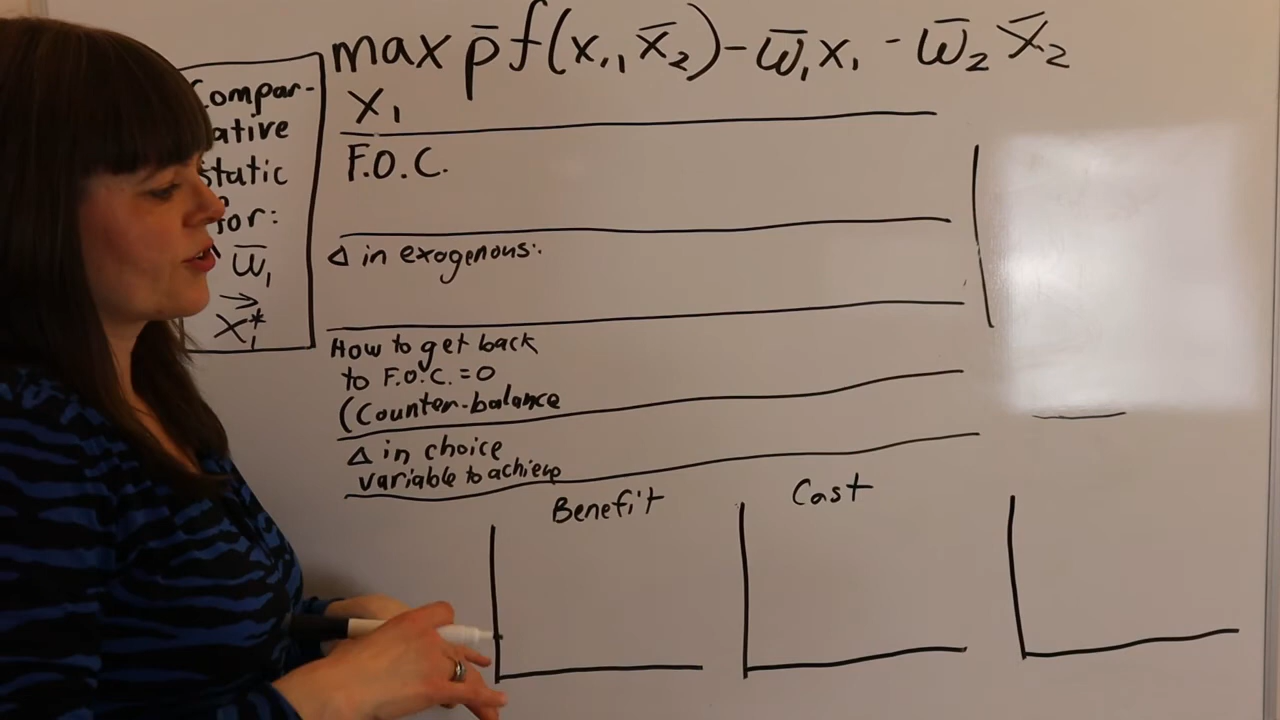 max p̄ f(x₁, x̄₂) - w̄₁x₁ - w̄₂ x̄₂
x₁
Compar-
ative
static
for:
w̄₁
→
x₁*
F.O.C.
Δ in exogenous:
How to get back
to F.O.C. = 0
(Counter-balance
Δ in choice
variable to achieve
Benefit
Cost